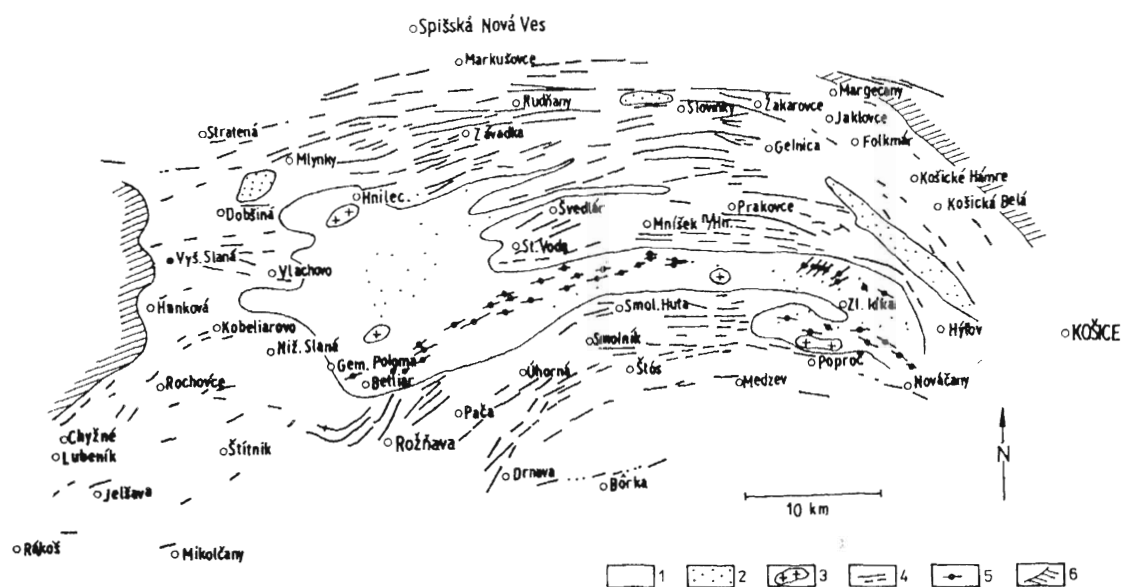 Spišská Nová Ves
Markušovce
Rudňany
Slovinky
Žakarovce
Margecany
Jaklovce
Stratená
Závadka
Gelnica
Folkmár
Mlynky
Košické Hámre
Hnilec.
Košická Belá
Dobšiná
Švedlár
Prakovce
Mníšek n/Hn.
St. Voda
Vyš. Slaná
Vlachovo
Hanková
Smol. Huta
Zl. Idka
Kobeliarovo
Hýľov
KOŠICE
Smolník
Niž. Slaná
Gem. Poloma
Úhorná
Štós
Poproč
Rochovce
Betliar
Medzev
Nováčany
Pača
Chyžné
Rožňava
Lubeník
Štítnik
N
Drnava
Bôrka
Jelšava
10 km
Rákoš
Mikolčany
1 2 3 4 5 6